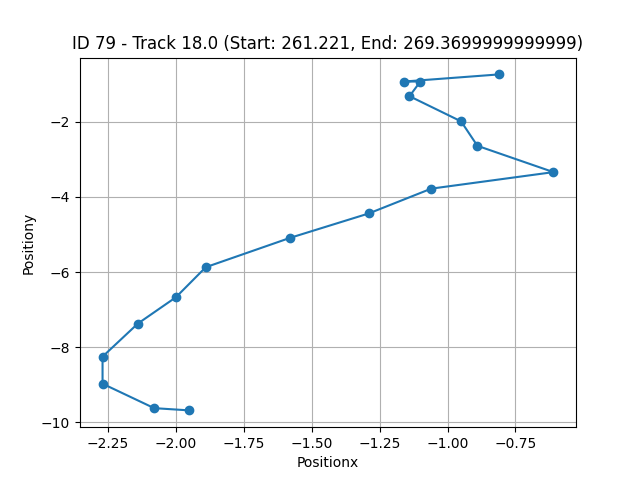 ID 79 - Track 18.0 (Start: 261.221, End: 269.3699999999999)
Positiony
−2
−4
−6
−8
−10
−2.25 −2.00 −1.75 −1.50 −1.25 −1.00 −0.75
Positionx